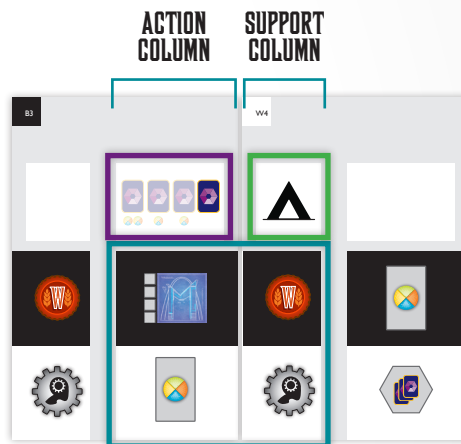 ACTION
COLUMN
SUPPORT
COLUMN
B3
W4
W
W